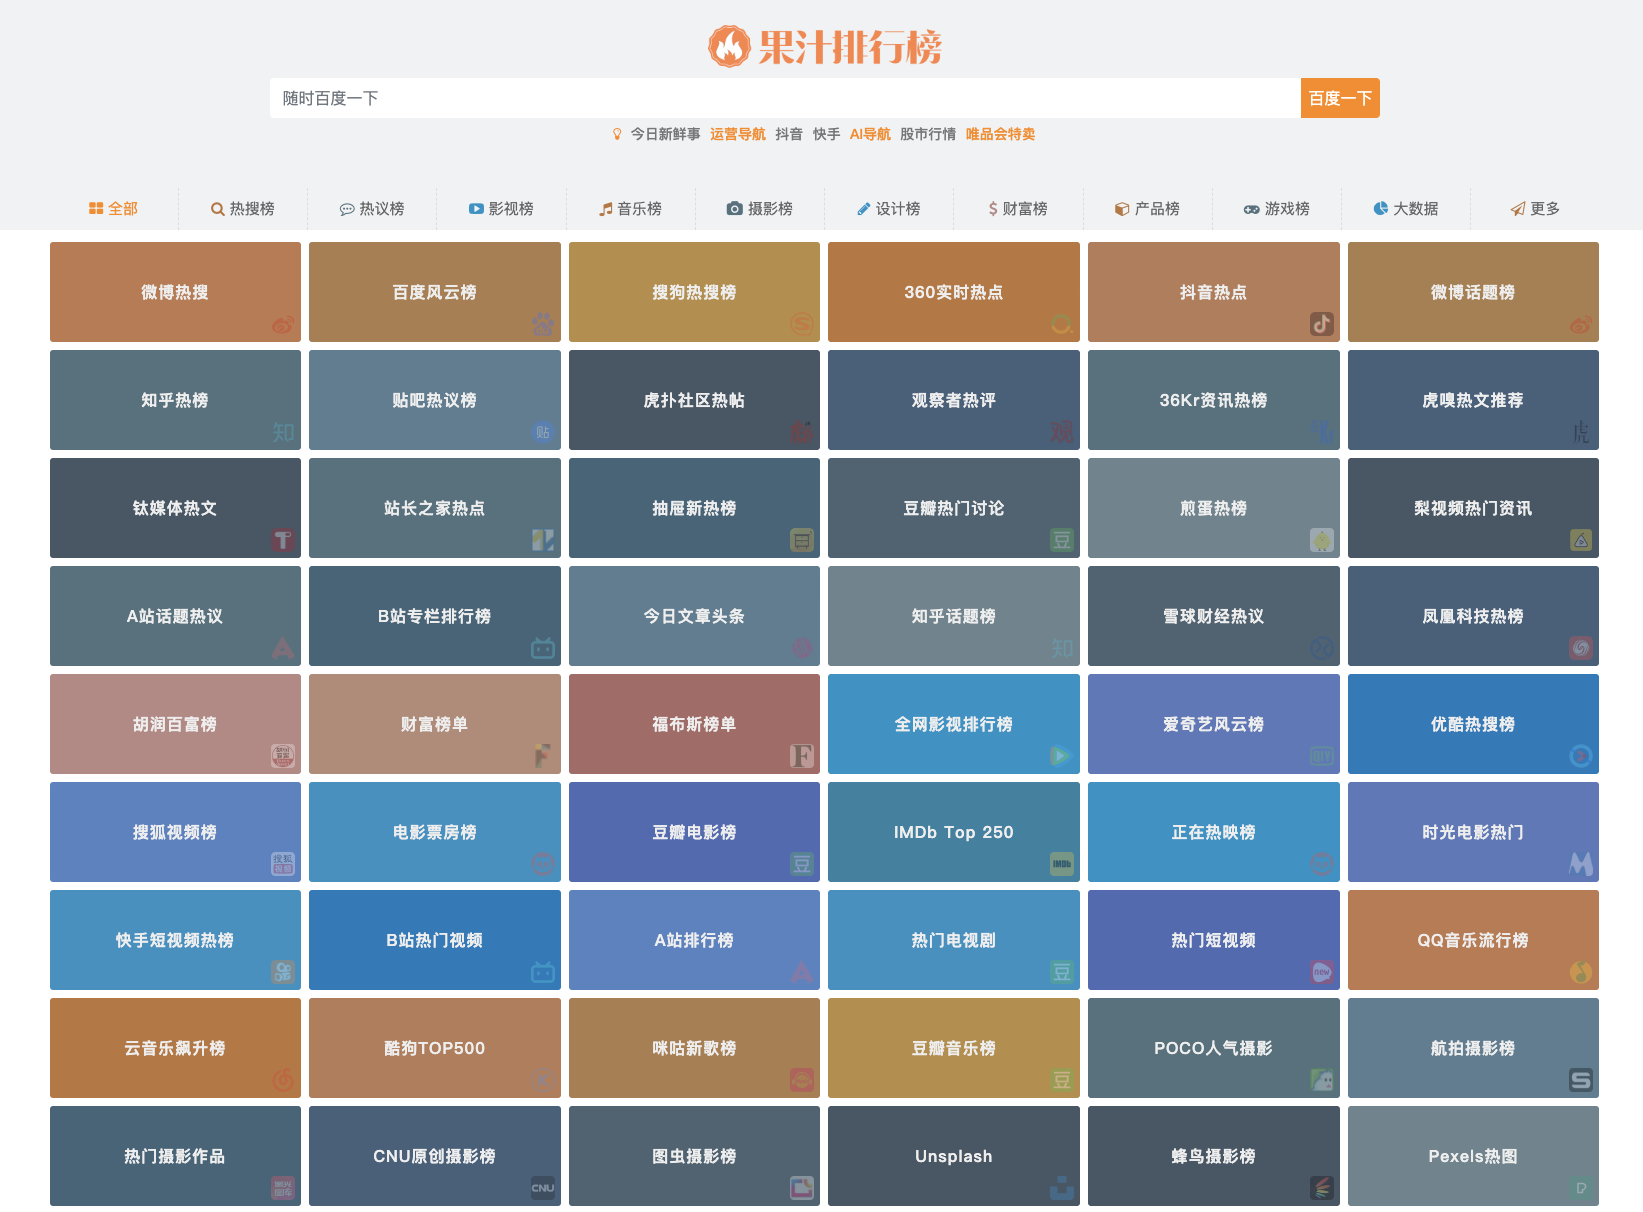 果汁排行榜
随时百度一下
百度一下
今日新鲜事 运营导航 抖音 快手 AI导航 股市行情 唯品会特卖
全部 热搜榜 热议榜 影视榜 音乐榜 摄影榜 设计榜 财富榜 产品榜 游戏榜 大数据 更多
微博热搜 百度风云榜 搜狗热搜榜 360实时热点 抖音热点 微博话题榜
知乎热榜 贴吧热议榜 虎扑社区热帖 观察者热评 36Kr资讯热榜 虎嗅热文推荐
知 贴 观 虎
钛媒体热文 站长之家热点 抽屉新热榜 豆瓣热门讨论 煎蛋热榜 梨视频热门资讯
豆
A站话题热议 B站专栏排行榜 今日文章头条 知乎话题榜 雪球财经热议 凤凰科技热榜
知
胡润百富榜 财富榜单 福布斯榜单 全网影视排行榜 爱奇艺风云榜 优酷热搜榜
F F QIY
搜狐视频榜 电影票房榜 豆瓣电影榜 IMDb Top 250 正在热映榜 时光电影热门
搜狐 豆 IMDb
视频
快手短视频热榜 B站热门视频 A站排行榜 热门电视剧 热门短视频 QQ音乐流行榜
豆 new
云音乐飙升榜 酷狗TOP500 咪咕新歌榜 豆瓣音乐榜 POCO人气摄影 航拍摄影榜
K 豆 S
热门摄影作品 CNU原创摄影榜 图虫摄影榜 Unsplash 蜂鸟摄影榜 Pexels热图
CNU